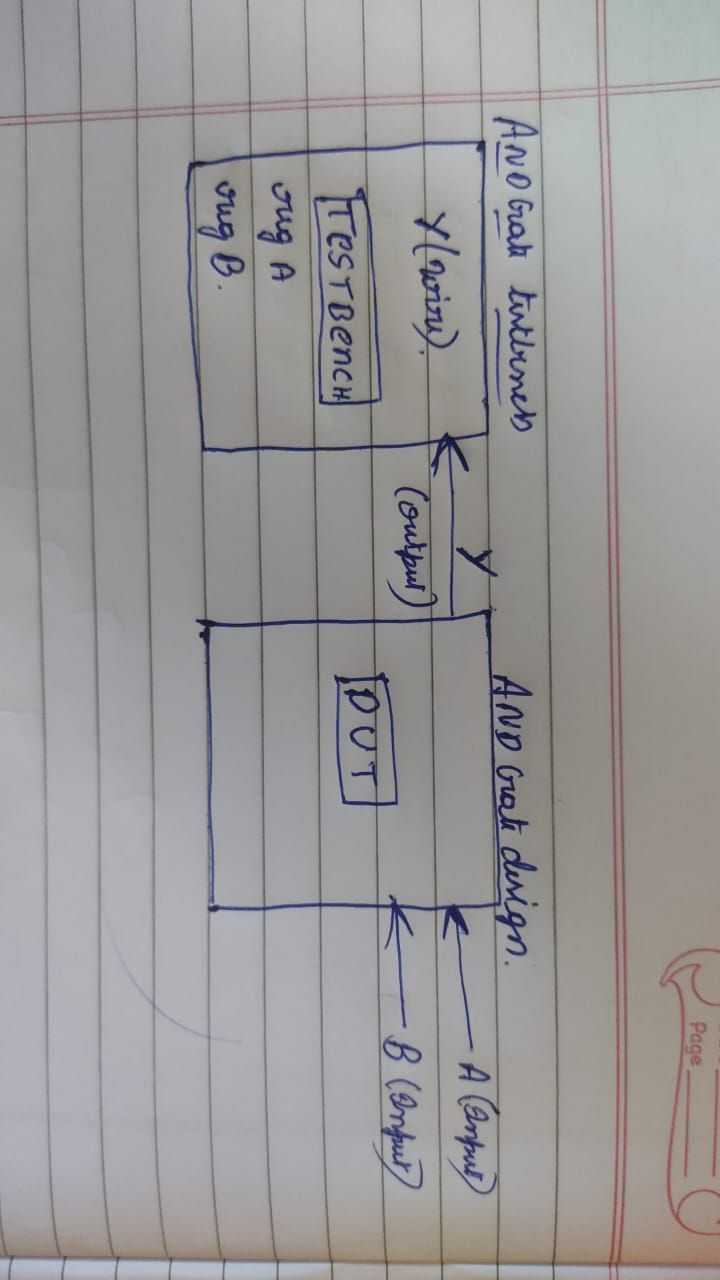 Page
AND Gate testbench
AND Gate design.
Y (wire).
TESTBENCH
reg A
reg B.
Y
(output)
DUT
A (Input)
B (Input)